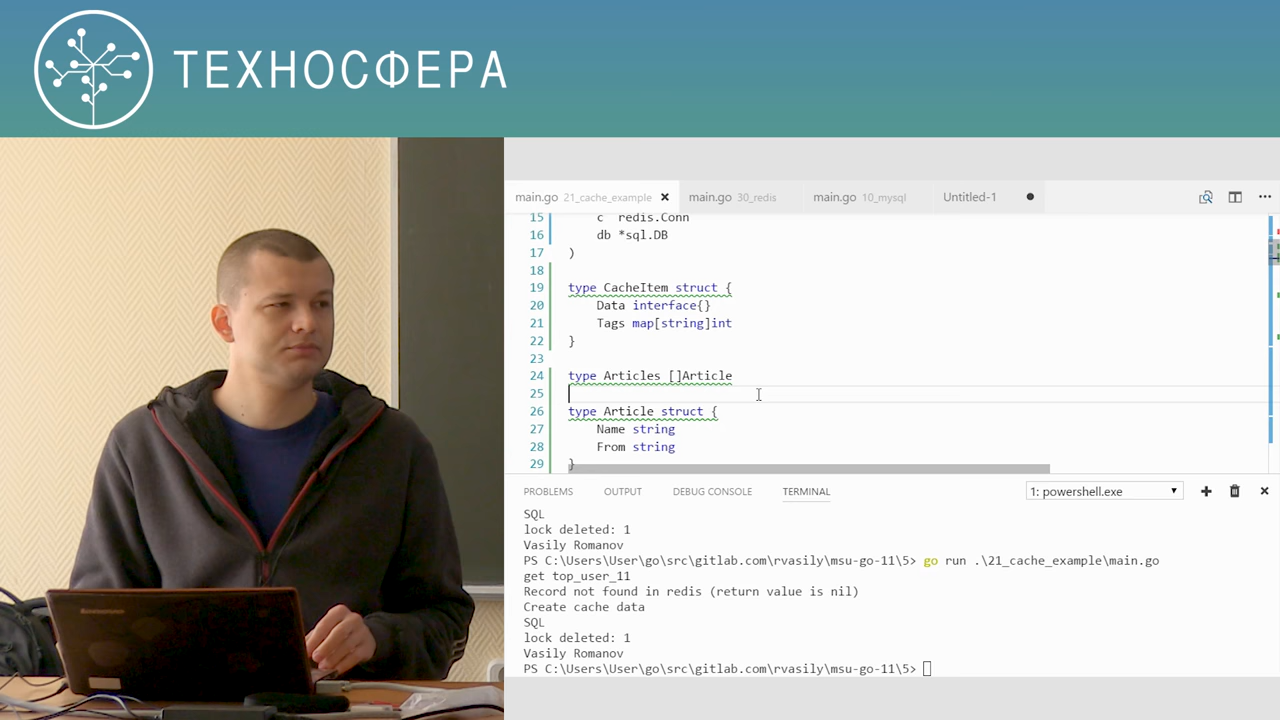 ТЕХНОСФЕРА
main.go 21_cache_example
main.go 30_redis
main.go 10_mysql
Untitled-1
15 c redis.Conn
16 db *sql.DB
17 )
18
19 type CacheItem struct {
20 Data interface{}
21 Tags map[string]int
22 }
23
24 type Articles []Article
25
26 type Article struct {
27 Name string
28 From string
29 }
PROBLEMS OUTPUT DEBUG CONSOLE TERMINAL 1: powershell.exe
SQL
lock deleted: 1
Vasily Romanov
PS C:\Users\User\go\src\gitlab.com\rvasily\msu-go-11\5> go run .\21_cache_example\main.go
get top_user_11
Record not found in redis (return value is nil)
Create cache data
SQL
lock deleted: 1
Vasily Romanov
PS C:\Users\User\go\src\gitlab.com\rvasily\msu-go-11\5>